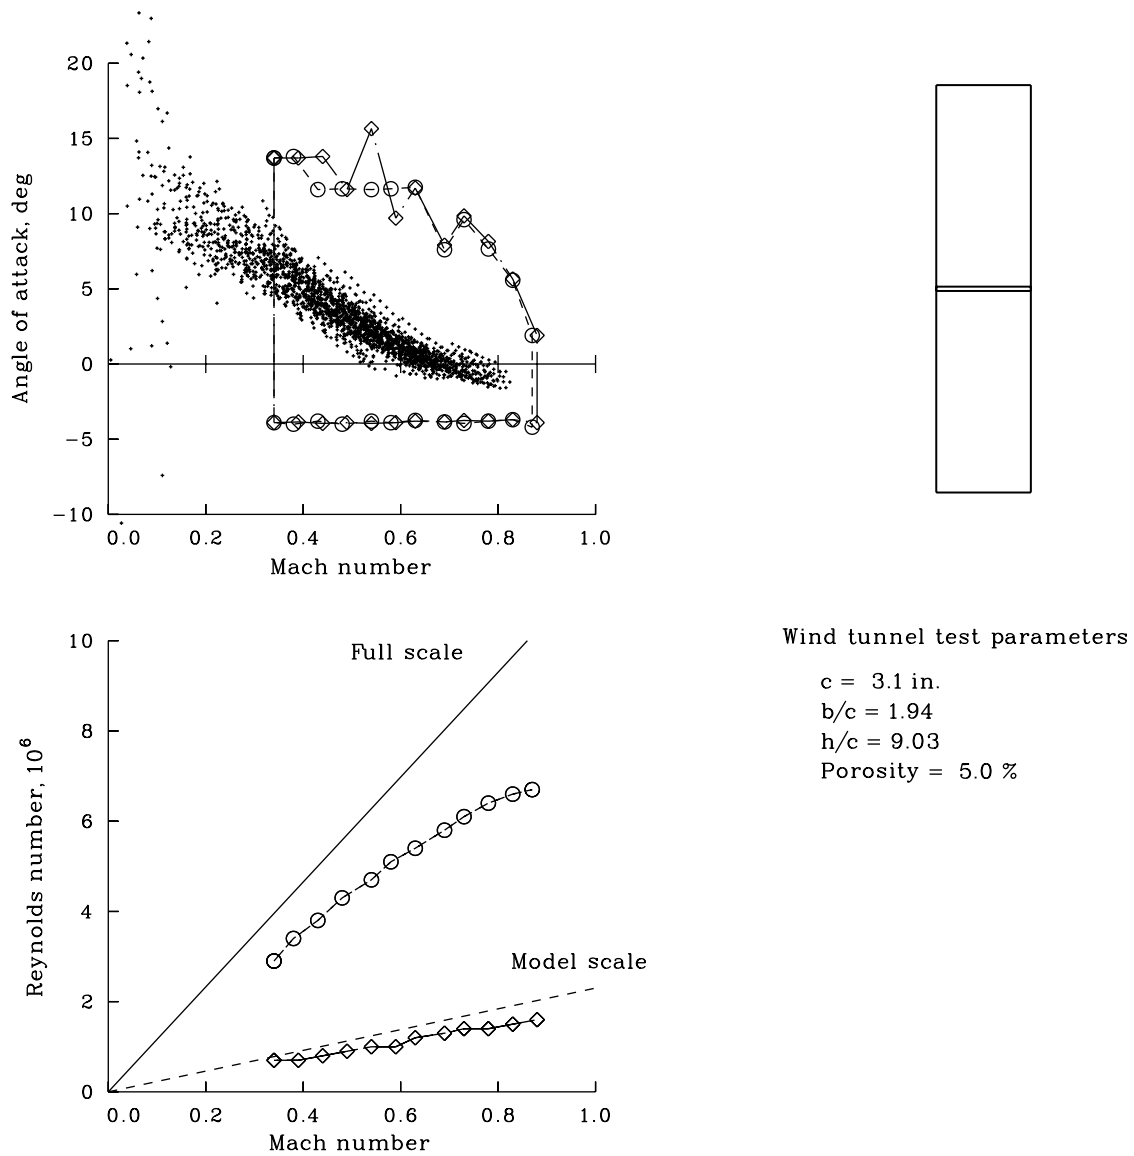 20
15
10
5
0
−5
−10
Angle of attack, deg
0.0 0.2 0.4 0.6 0.8 1.0
Mach number
10
8
6
4
2
0
Reynolds number, 10⁶
Full scale
Model scale
0.0 0.2 0.4 0.6 0.8 1.0
Mach number
Wind tunnel test parameters
c = 3.1 in.
b/c = 1.94
h/c = 9.03
Porosity = 5.0 %